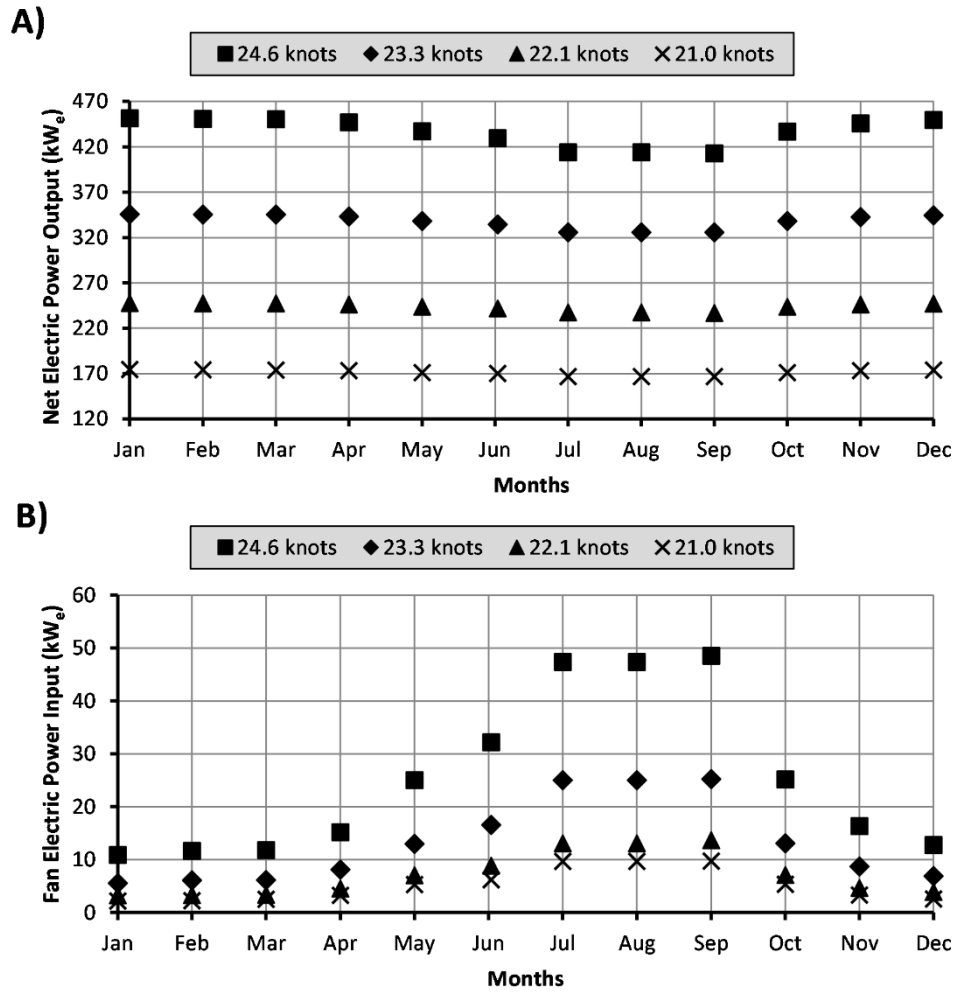 A)
24.6 knots 23.3 knots 22.1 knots 21.0 knots
Net Electric Power Output (kWe)
470
420
370
320
270
220
170
120
Jan Feb Mar Apr May Jun Jul Aug Sep Oct Nov Dec
Months
B)
24.6 knots 23.3 knots 22.1 knots 21.0 knots
Fan Electric Power Input (kWe)
60
50
40
30
20
10
0
Jan Feb Mar Apr May Jun Jul Aug Sep Oct Nov Dec
Months